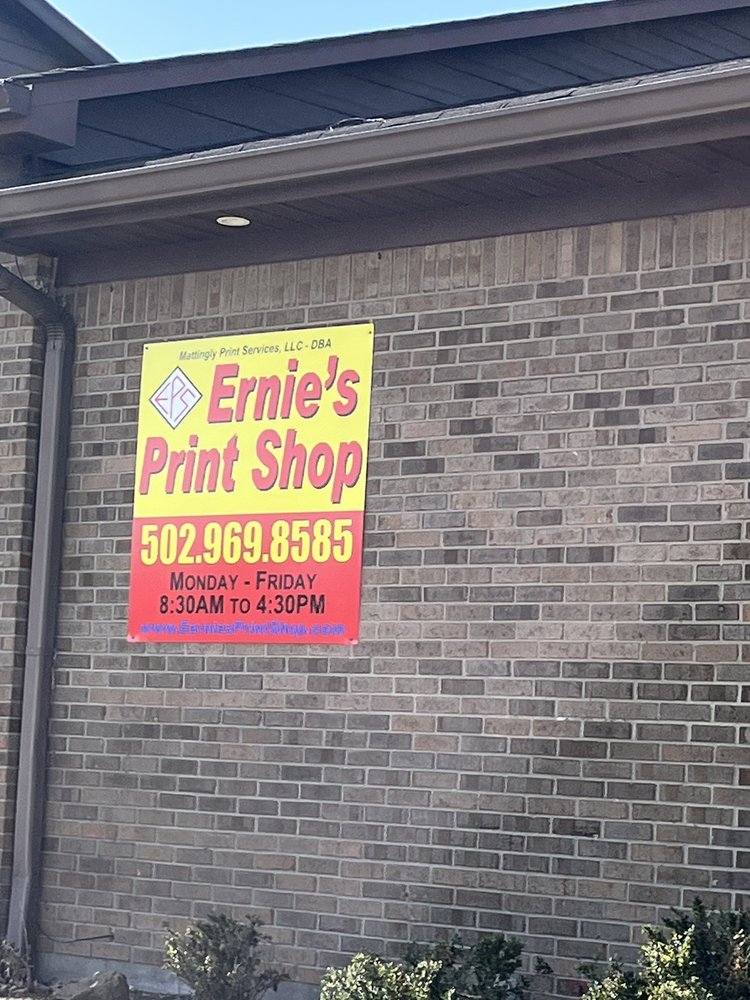 Mattingly Print Services, LLC - DBA
EPS
Ernie's
Print Shop
502.969.8585
MONDAY - FRIDAY
8:30AM TO 4:30PM
www.ErniesPrintShop.com